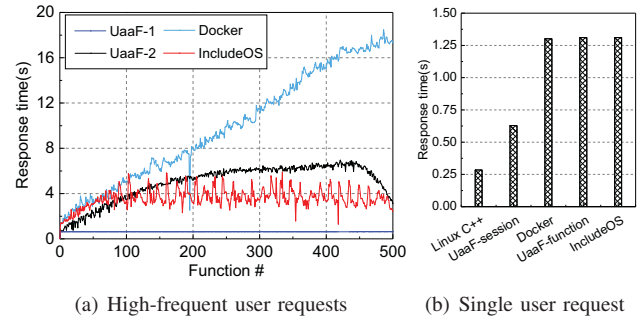 UaaF-1
Docker
UaaF-2
IncludeOS
Response time(s)
20
16
12
8
4
0
0 100 200 300 400 500
Function #
(a) High-frequent user requests
Response time(s)
1.50
1.25
1.00
0.75
0.50
0.25
0.00
Linux C++
UaaF-session
Docker
UaaF-function
IncludeOS
(b) Single user request